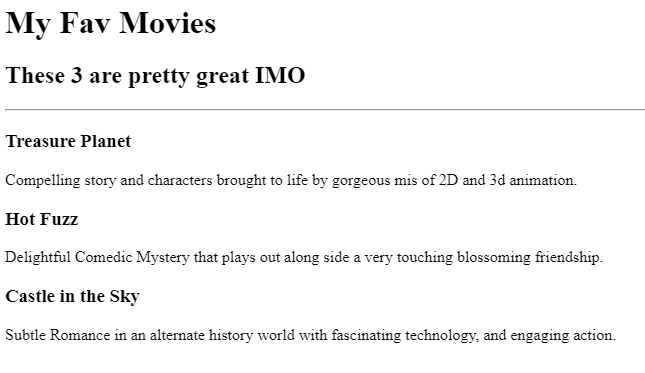 My Fav Movies
These 3 are pretty great IMO
Treasure Planet
Compelling story and characters brought to life by gorgeous mis of 2D and 3d animation.
Hot Fuzz
Delightful Comedic Mystery that plays out along side a very touching blossoming friendship.
Castle in the Sky
Subtle Romance in an alternate history world with fascinating technology, and engaging action.